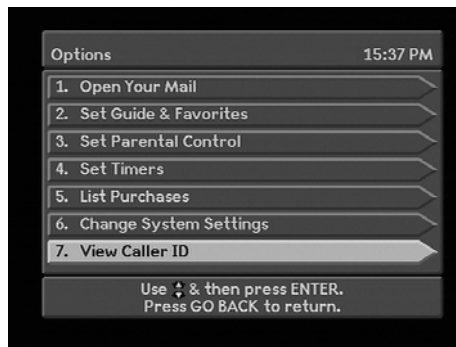 Options 15:37 PM
1. Open Your Mail
2. Set Guide & Favorites
3. Set Parental Control
4. Set Timers
5. List Purchases
6. Change System Settings
7. View Caller ID
Use & then press ENTER.
Press GO BACK to return.